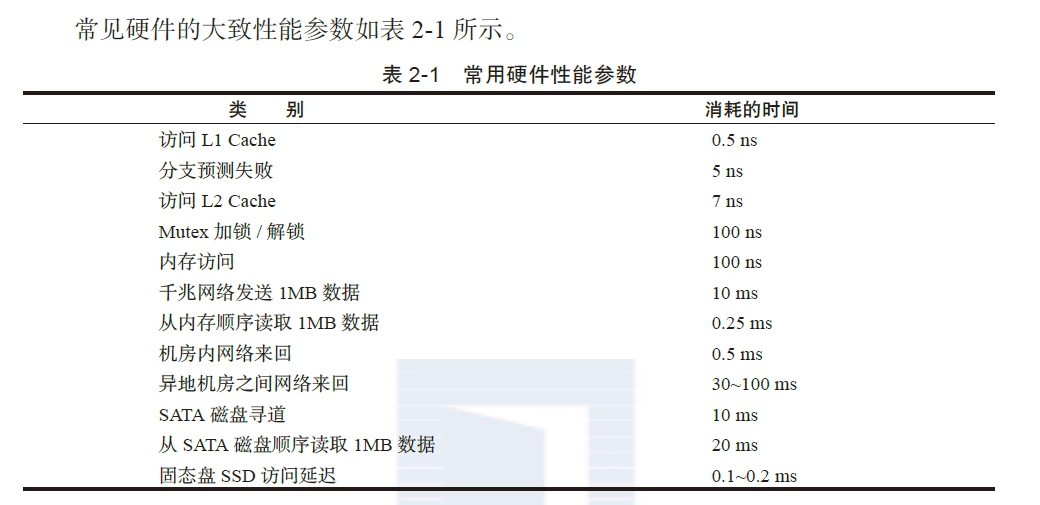 常见硬件的大致性能参数如表 2-1 所示。
表 2-1 常用硬件性能参数
类 别 消耗的时间
访问 L1 Cache 0.5 ns
分支预测失败 5 ns
访问 L2 Cache 7 ns
Mutex 加锁 / 解锁 100 ns
内存访问 100 ns
千兆网络发送 1MB 数据 10 ms
从内存顺序读取 1MB 数据 0.25 ms
机房内网络来回 0.5 ms
异地机房之间网络来回 30~100 ms
SATA 磁盘寻道 10 ms
从 SATA 磁盘顺序读取 1MB 数据 20 ms
固态盘 SSD 访问延迟 0.1~0.2 ms